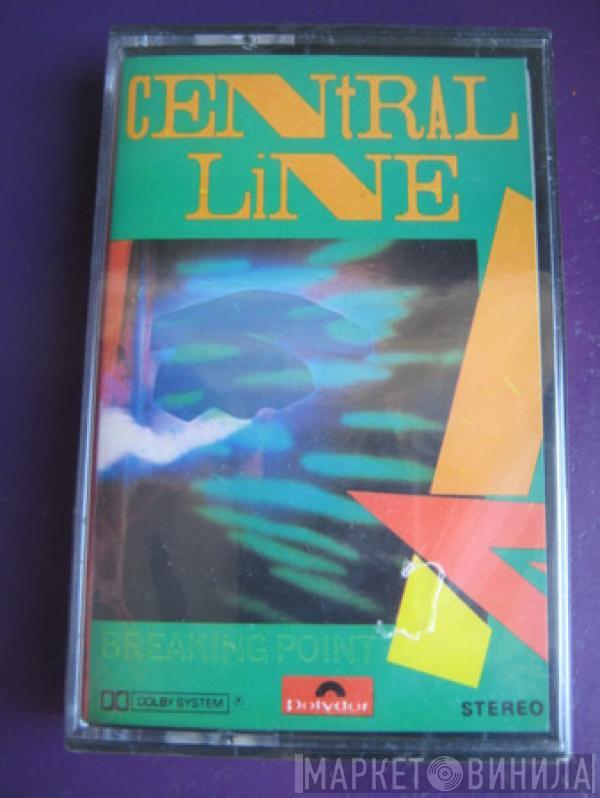 CENtRAL
LiNE
BREAKING POINT
DOLBY SYSTEM ®
Polydor
STEREO
МАРКЕТ ВИНИЛА